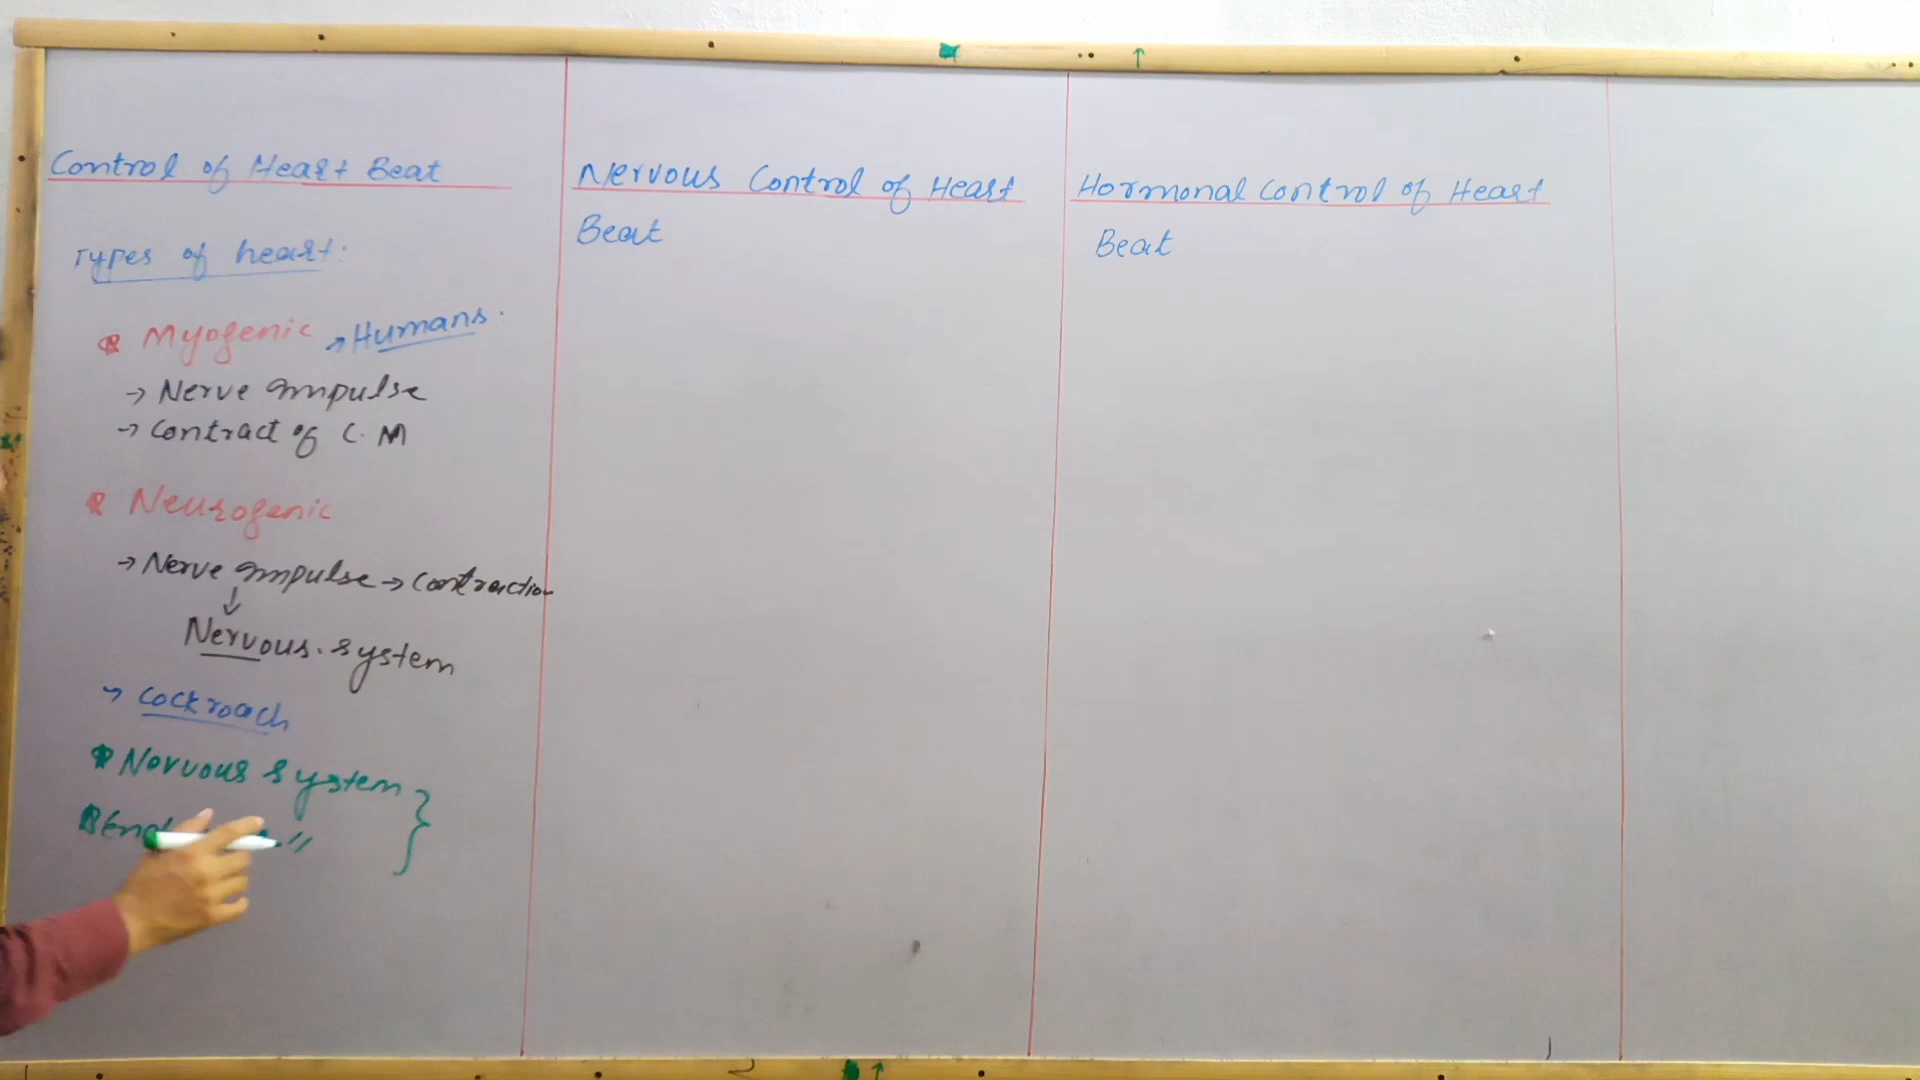 Control of Heart Beat
Types of heart:
* Myogenic → Humans.
→ Nerve impulse
→ Contract of C.M
* Neurogenic
→ Nerve impulse → Contraction
↓
Nervous system
→ cockroach
* Nervous system }
"
Nervous Control of Heart
Beat
Hormonal Control of Heart
Beat